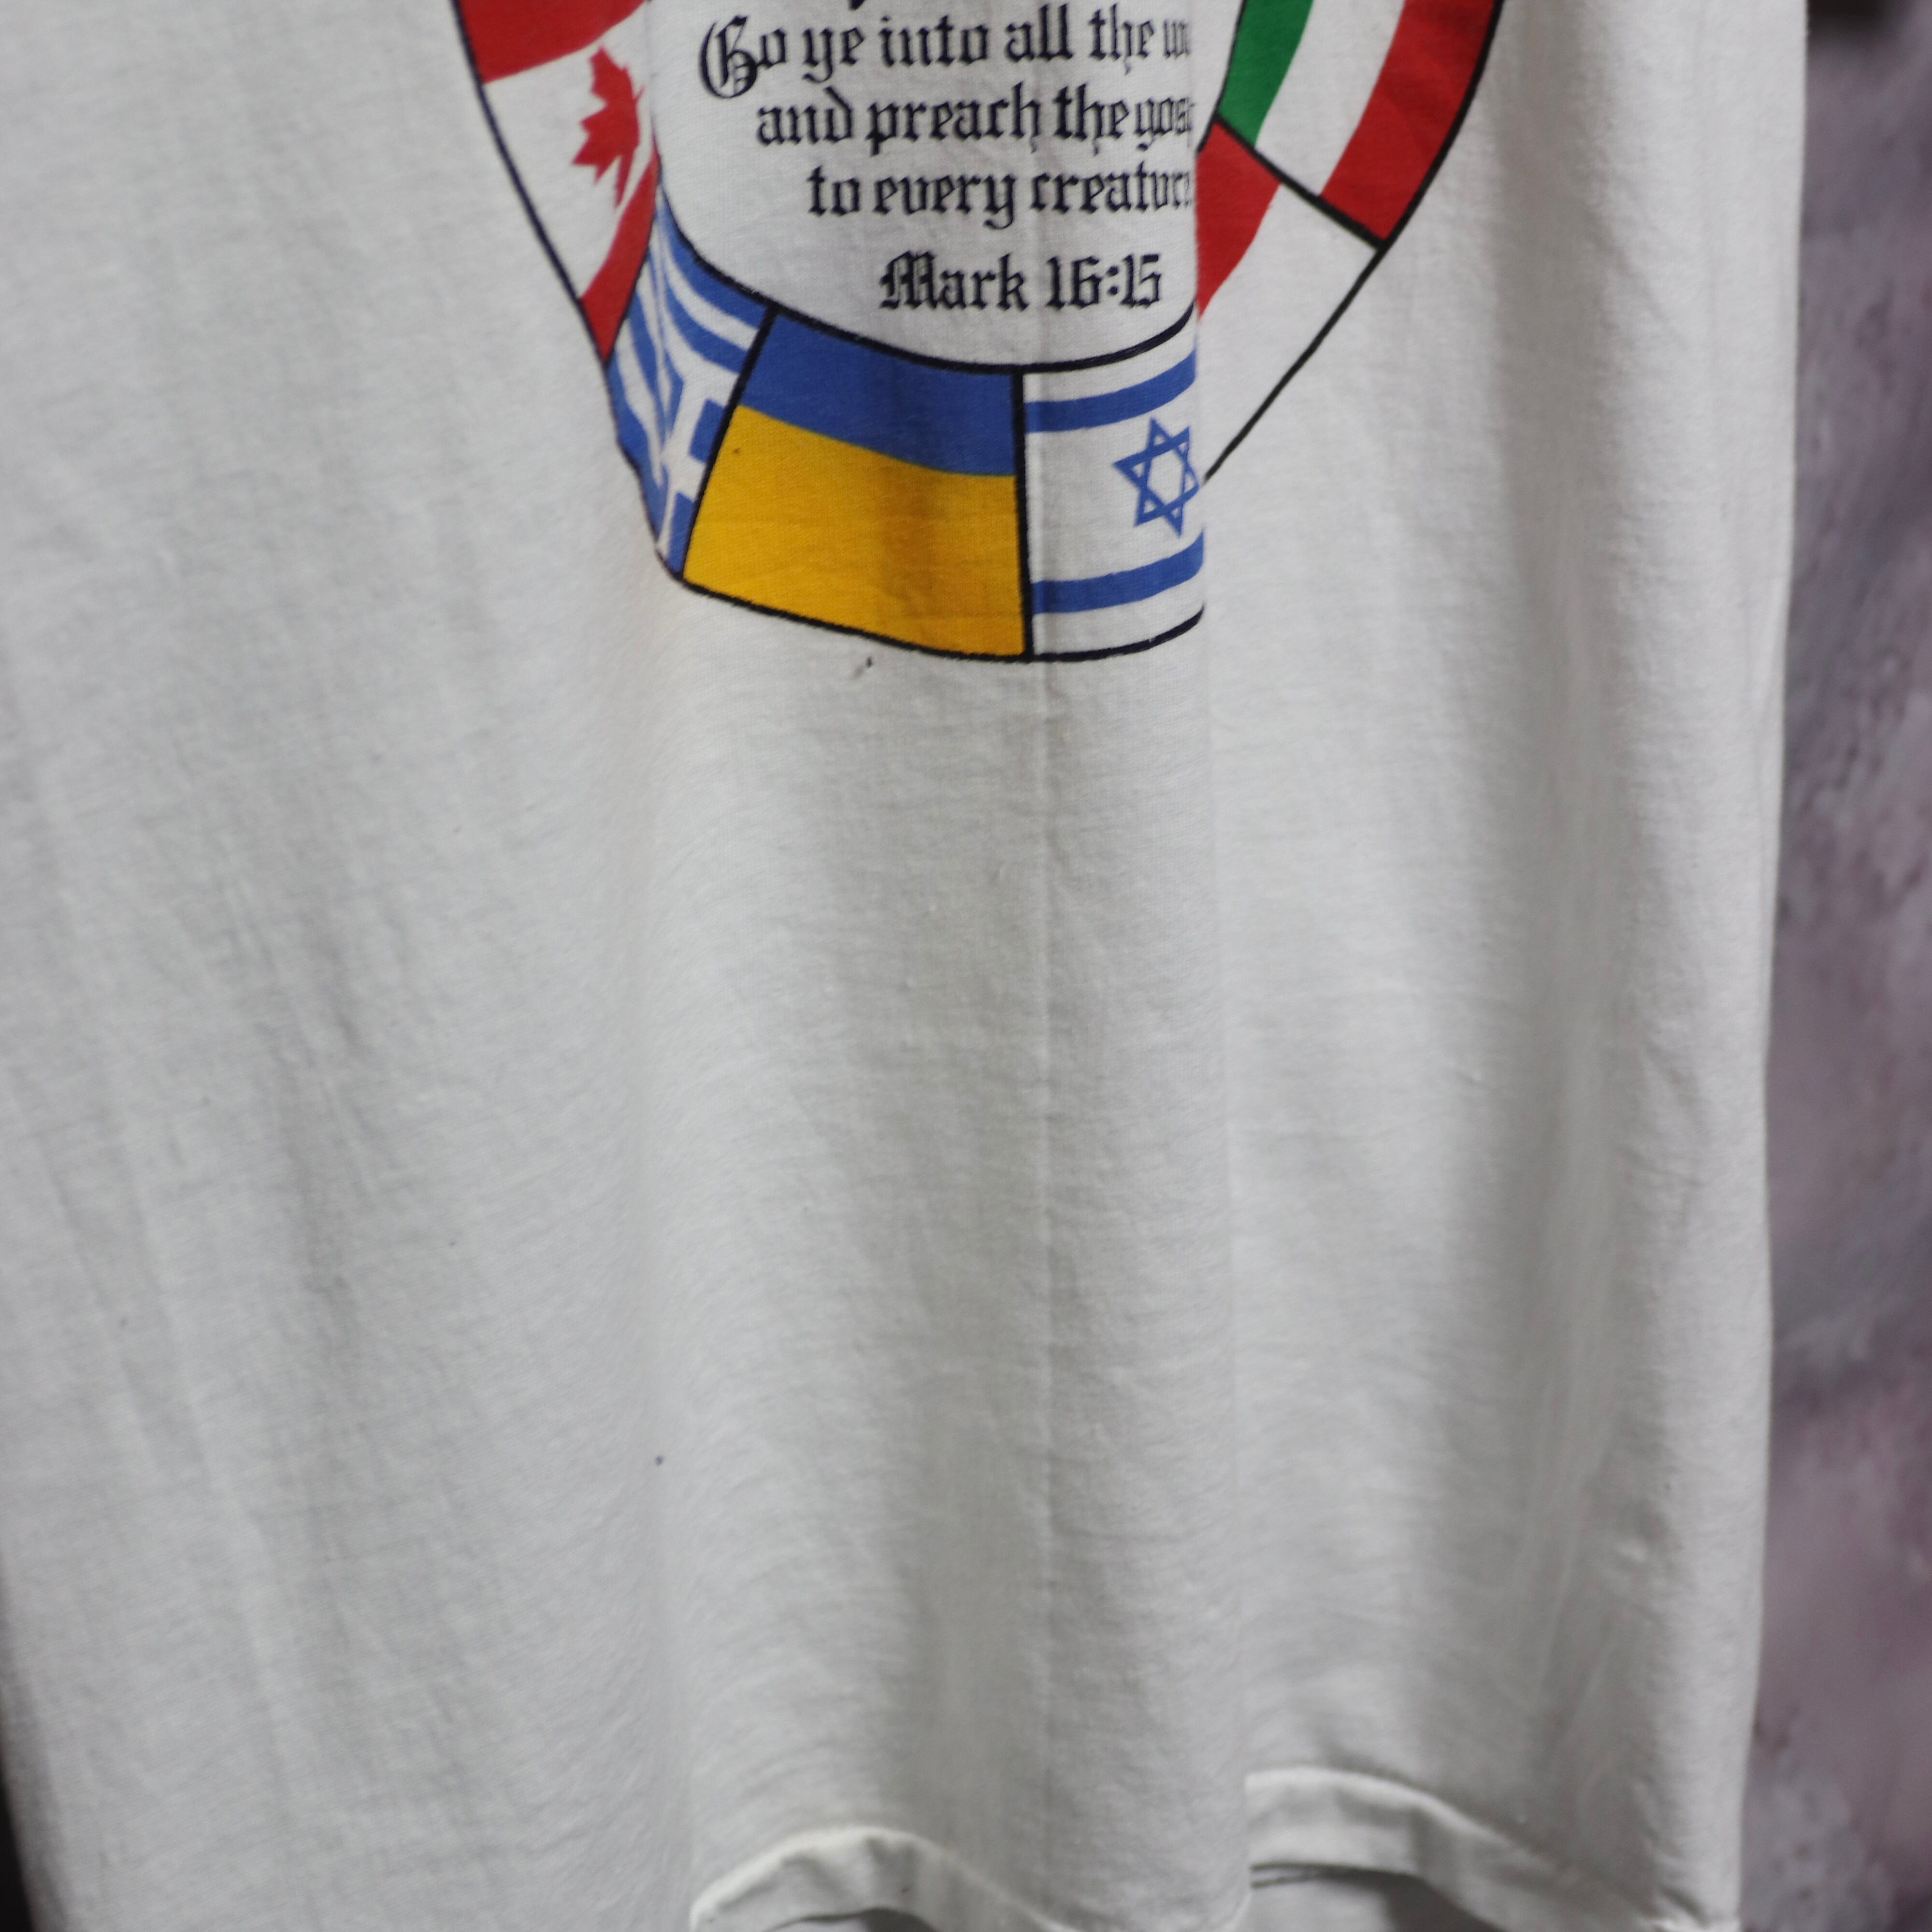 Go ye into all the
and preach the
to every
Mark 16:15